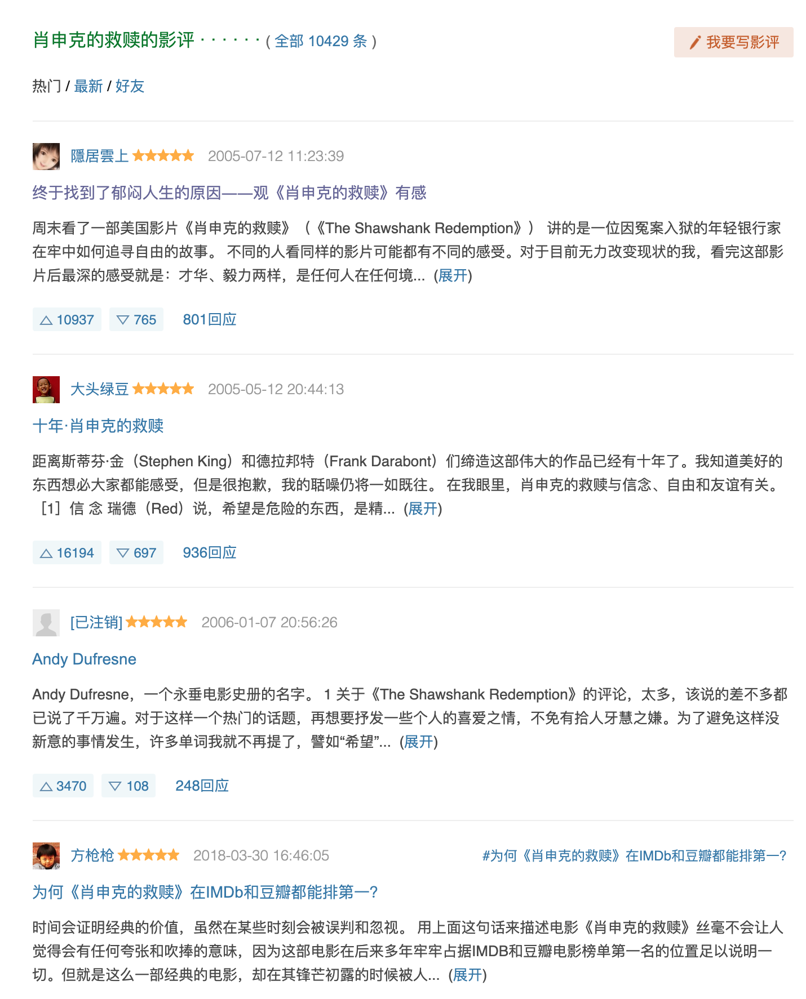 肖申克的救赎的影评 · · · · · · ( 全部 10429 条 )
我要写影评
热门 / 最新 / 好友
隱居雲上 2005-07-12 11:23:39
终于找到了郁闷人生的原因——观《肖申克的救赎》有感
周末看了一部美国影片《肖申克的救赎》（《The Shawshank Redemption》） 讲的是一位因冤案入狱的年轻银行家
在牢中如何追寻自由的故事。 不同的人看同样的影片可能都有不同的感受。对于目前无力改变现状的我，看完这部影
片后最深的感受就是：才华、毅力两样，是任何人在任何境... (展开)
△ 10937 ▽ 765 801回应
大头绿豆 2005-05-12 20:44:13
十年·肖申克的救赎
距离斯蒂芬·金（Stephen King）和德拉邦特（Frank Darabont）们缔造这部伟大的作品已经有十年了。我知道美好的
东西想必大家都能感受，但是很抱歉，我的聒噪仍将一如既往。 在我眼里，肖申克的救赎与信念、自由和友谊有关。
［1］信 念 瑞德（Red）说，希望是危险的东西，是精... (展开)
△ 16194 ▽ 697 936回应
[已注销] 2006-01-07 20:56:26
Andy Dufresne
Andy Dufresne，一个永垂电影史册的名字。 1 关于《The Shawshank Redemption》的评论，太多，该说的差不多都
已说了千万遍。对于这样一个热门的话题，再想要抒发一些个人的喜爱之情，不免有拾人牙慧之嫌。为了避免这样没
新意的事情发生，许多单词我就不再提了，譬如“希望”... (展开)
△ 3470 ▽ 108 248回应
方枪枪 2018-03-30 16:46:05 #为何《肖申克的救赎》在IMDb和豆瓣都能排第一?
为何《肖申克的救赎》在IMDb和豆瓣都能排第一?
时间会证明经典的价值，虽然在某些时刻会被误判和忽视。 用上面这句话来描述电影《肖申克的救赎》丝毫不会让人
觉得会有任何夸张和吹捧的意味，因为这部电影在后来多年牢牢占据IMDB和豆瓣电影榜单第一名的位置足以说明一
切。但就是这么一部经典的电影，却在其锋芒初露的时候被人... (展开)